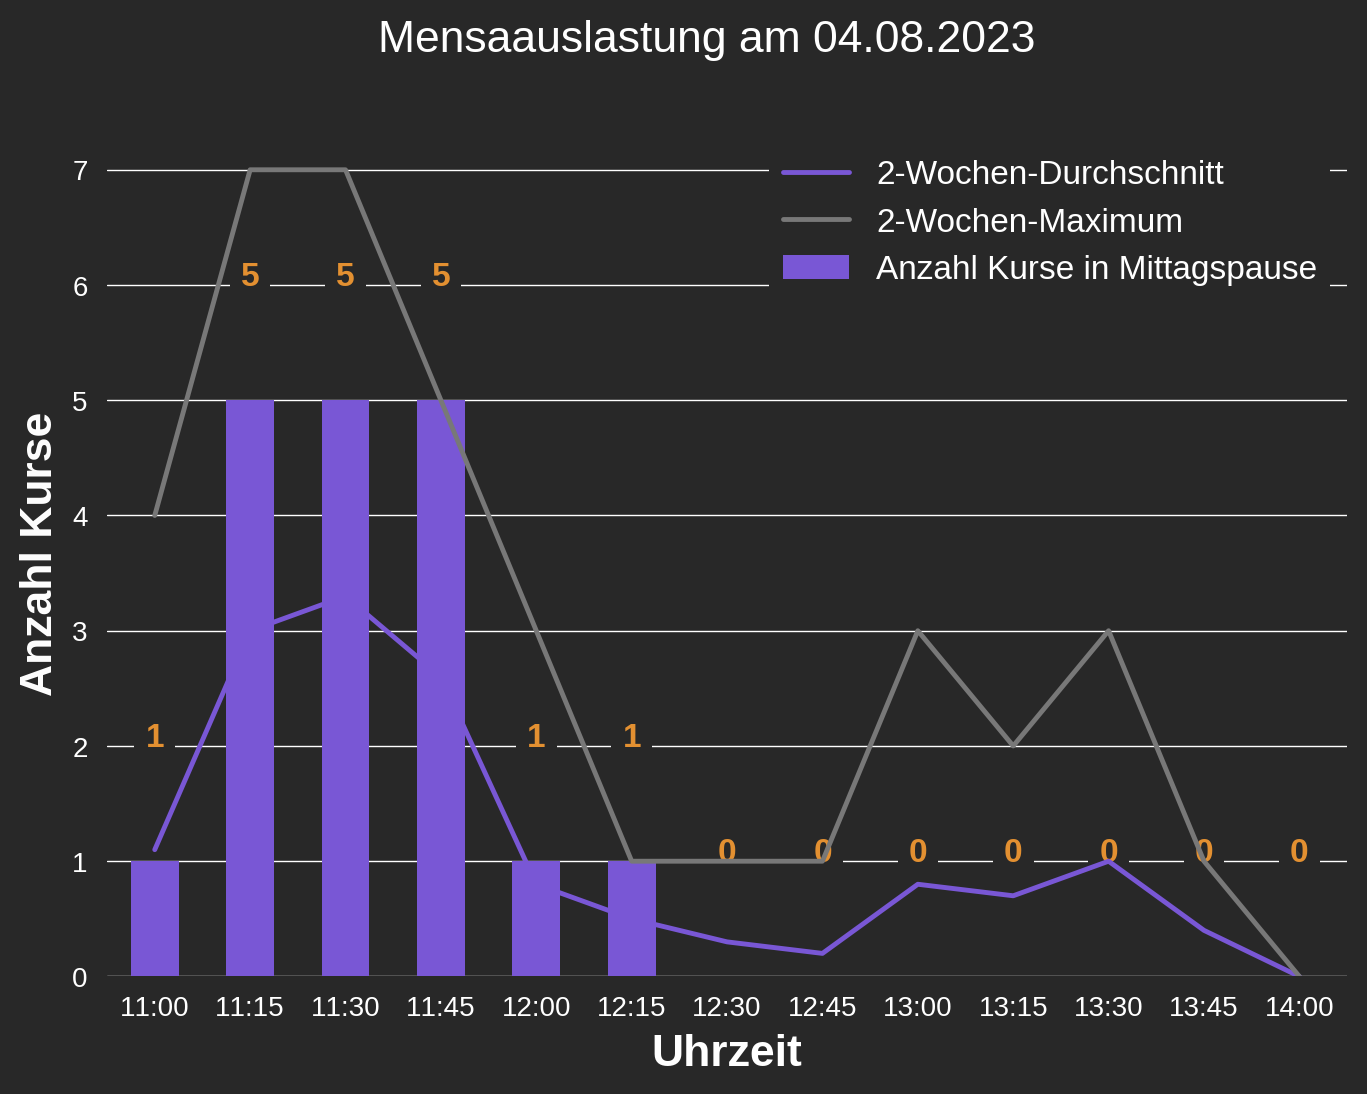 Mensaauslastung am 04.08.2023
2-Wochen-Durchschnitt
2-Wochen-Maximum
Anzahl Kurse in Mittagspause
Anzahl Kurse
7
6
5
4
3
2
1
0
5 5 5
1 1 1
0 0 0 0 0 0 0
11:00 11:15 11:30 11:45 12:00 12:15 12:30 12:45 13:00 13:15 13:30 13:45 14:00
Uhrzeit